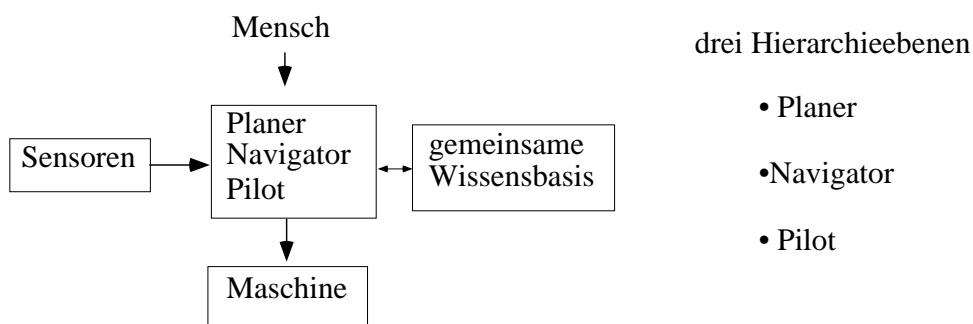 Mensch
drei Hierarchieebenen
Planer
Navigator
Pilot
Sensoren
gemeinsame
Wissensbasis
Maschine
• Planer
•Navigator
• Pilot